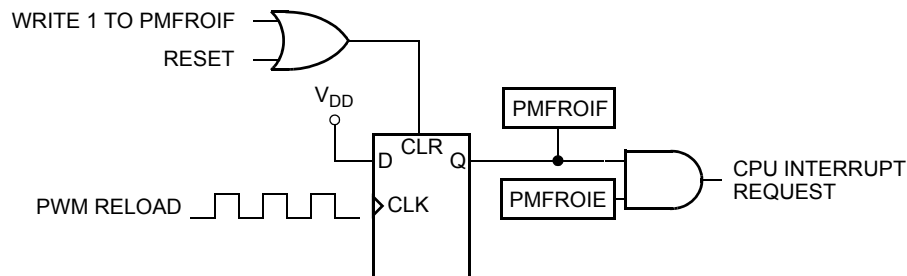 WRITE 1 TO PMFROIF
RESET
VDD
PMFROIF
CLR
D
Q
CPU INTERRUPT
REQUEST
PWM RELOAD
CLK
PMFROIE